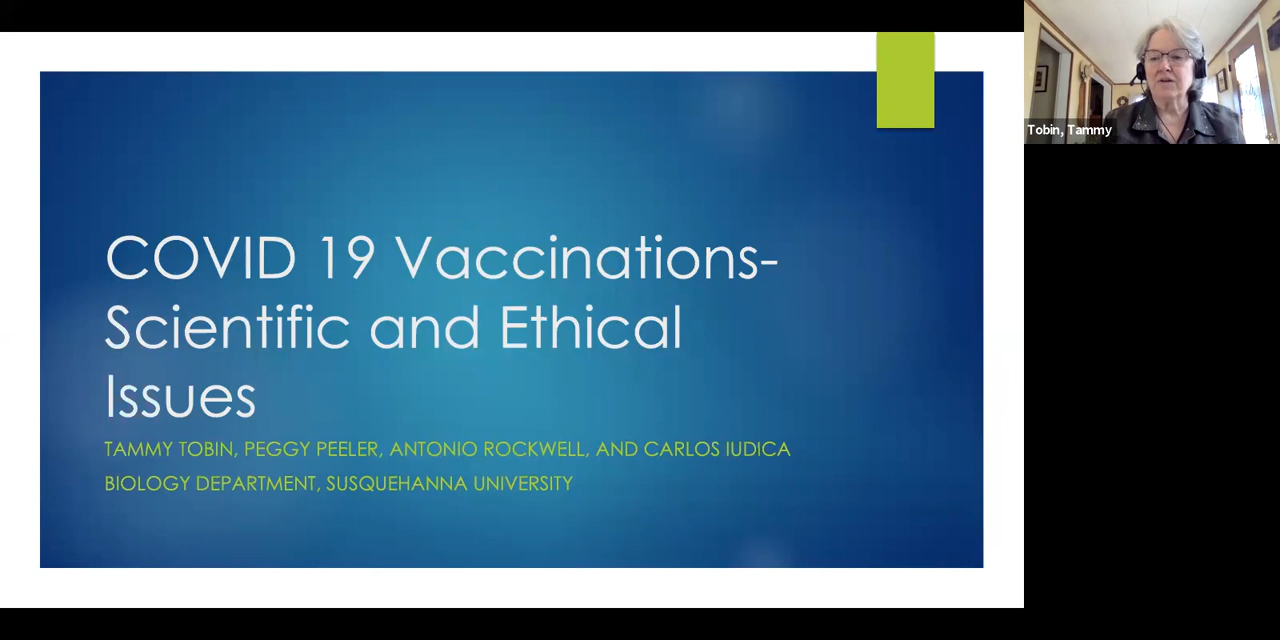 COVID 19 Vaccinations-
Scientific and Ethical
Issues
TAMMY TOBIN, PEGGY PEELER, ANTONIO ROCKWELL, AND CARLOS IUDICA
BIOLOGY DEPARTMENT, SUSQUEHANNA UNIVERSITY
Tobin, Tammy